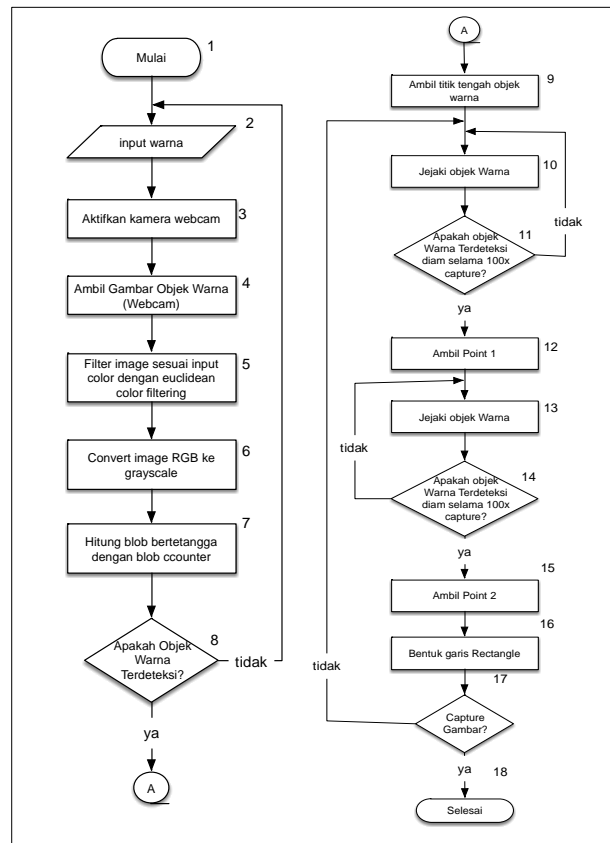 Mulai
1
2
input warna
Aktifkan kamera webcam
3
Ambil Gambar Objek Warna
(Webcam)
4
Filter image sesuai input
color dengan euclidean
color filtering
5
Convert image RGB ke
grayscale
6
7
Hitung blob bertetangga
dengan blob ccounter
8
Apakah Objek
Warna
Terdeteksi?
tidak
ya
A
A
9
Ambil titik tengah objek
warna
Jejaki objek Warna
10
tidak
11
Apakah objek
Warna Terdeteksi
diam selama 100x
capture?
ya
12
Ambil Point 1
13
Jejaki objek Warna
tidak
14
Apakah objek
Warna Terdeteksi
diam selama 100x
capture?
ya
15
Ambil Point 2
16
Bentuk garis Rectangle
17
tidak
Capture
Gambar?
ya
18
Selesai